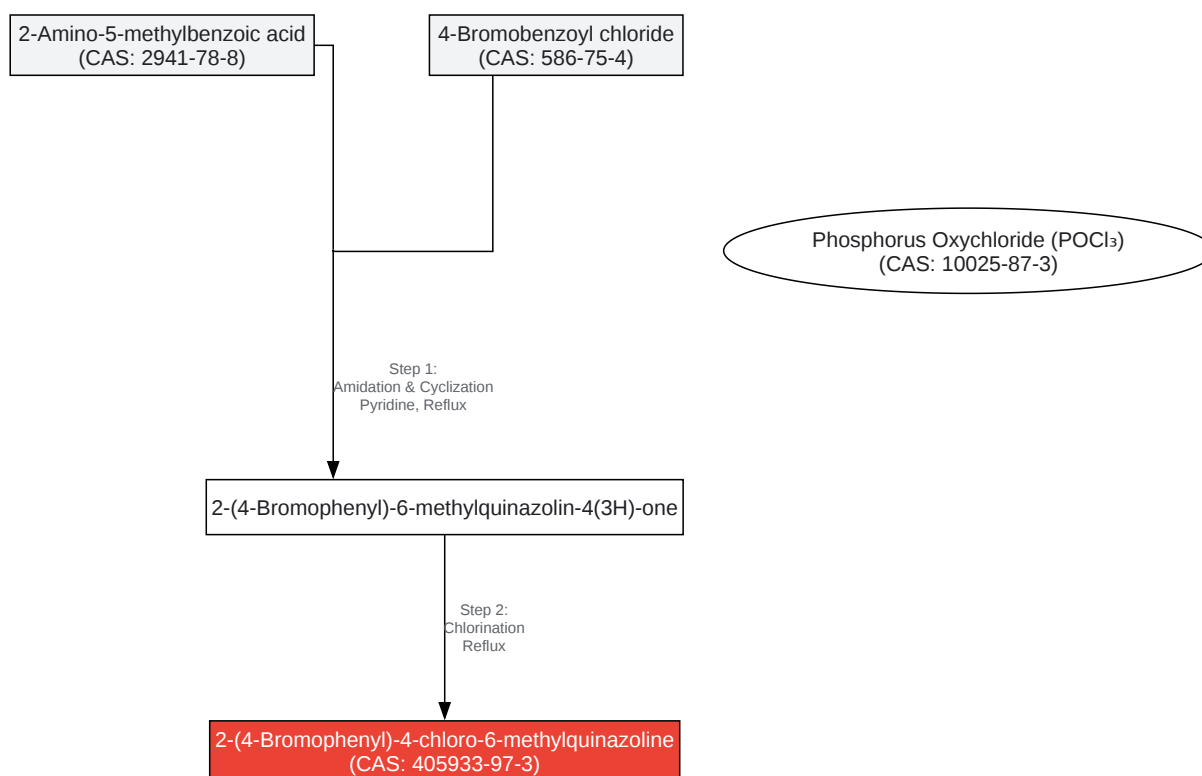 2-Amino-5-methylbenzoic acid
(CAS: 2941-78-8)
4-Bromobenzoyl chloride
(CAS: 586-75-4)
Phosphorus Oxychloride (POCl₃)
(CAS: 10025-87-3)
Step 1:
Amidation & Cyclization
Pyridine, Reflux
2-(4-Bromophenyl)-6-methylquinazolin-4(3H)-one
Step 2:
Chlorination
Reflux
2-(4-Bromophenyl)-4-chloro-6-methylquinazoline
(CAS: 405933-97-3)